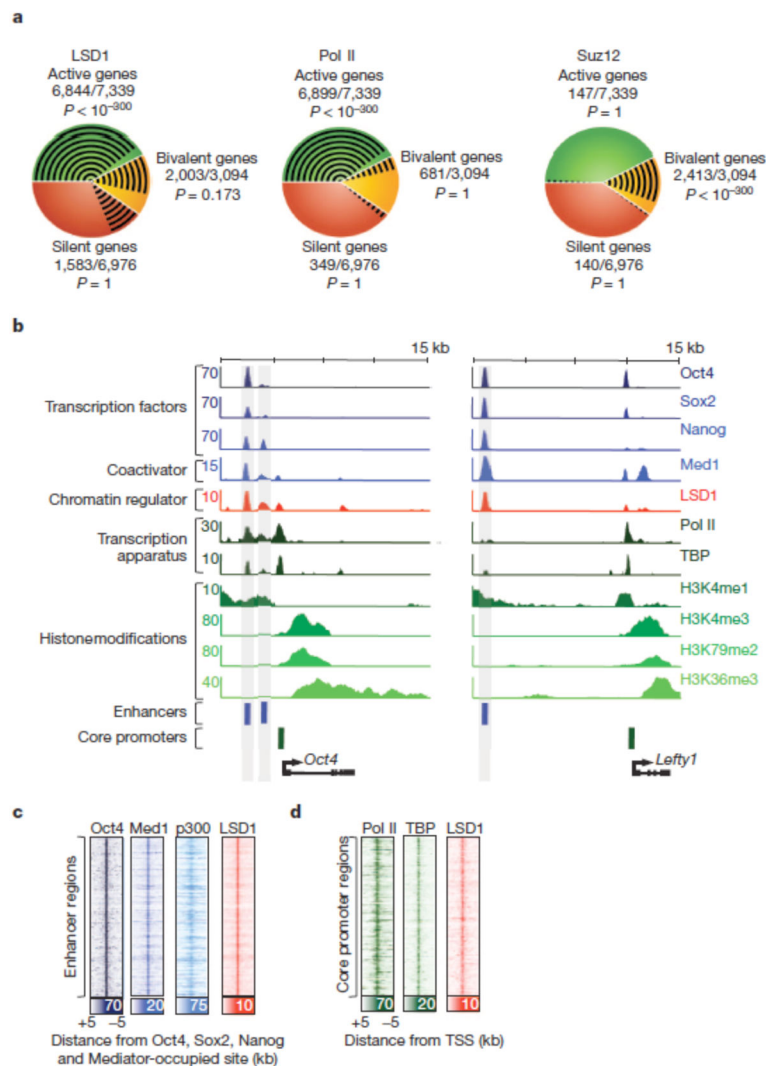 a
LSD1
Active genes
6,844/7,339
P < 10–300
Bivalent genes
2,003/3,094
P = 0.173
Silent genes
1,583/6,976
P = 1
Pol II
Active genes
6,899/7,339
P < 10–300
Bivalent genes
681/3,094
P = 1
Silent genes
349/6,976
P = 1
Suz12
Active genes
147/7,339
P = 1
Bivalent genes
2,413/3,094
P < 10–300
Silent genes
140/6,976
P = 1
b
15 kb
15 kb
Transcription factors
70
Oct4
70
Sox2
70
Nanog
Coactivator
15
Med1
Chromatin regulator
10
LSD1
Transcription
apparatus
30
Pol II
10
TBP
Histonemodifications
10
H3K4me1
80
H3K4me3
80
H3K79me2
40
H3K36me3
Enhancers
Core promoters
Oct4
Lefty1
c
Oct4 Med1 p300 LSD1
Enhancer regions
70 20 75 10
+5 –5
Distance from Oct4, Sox2, Nanog
and Mediator-occupied site (kb)
d
Pol II TBP LSD1
Core promoter regions
70 20 10
+5 –5
Distance from TSS (kb)